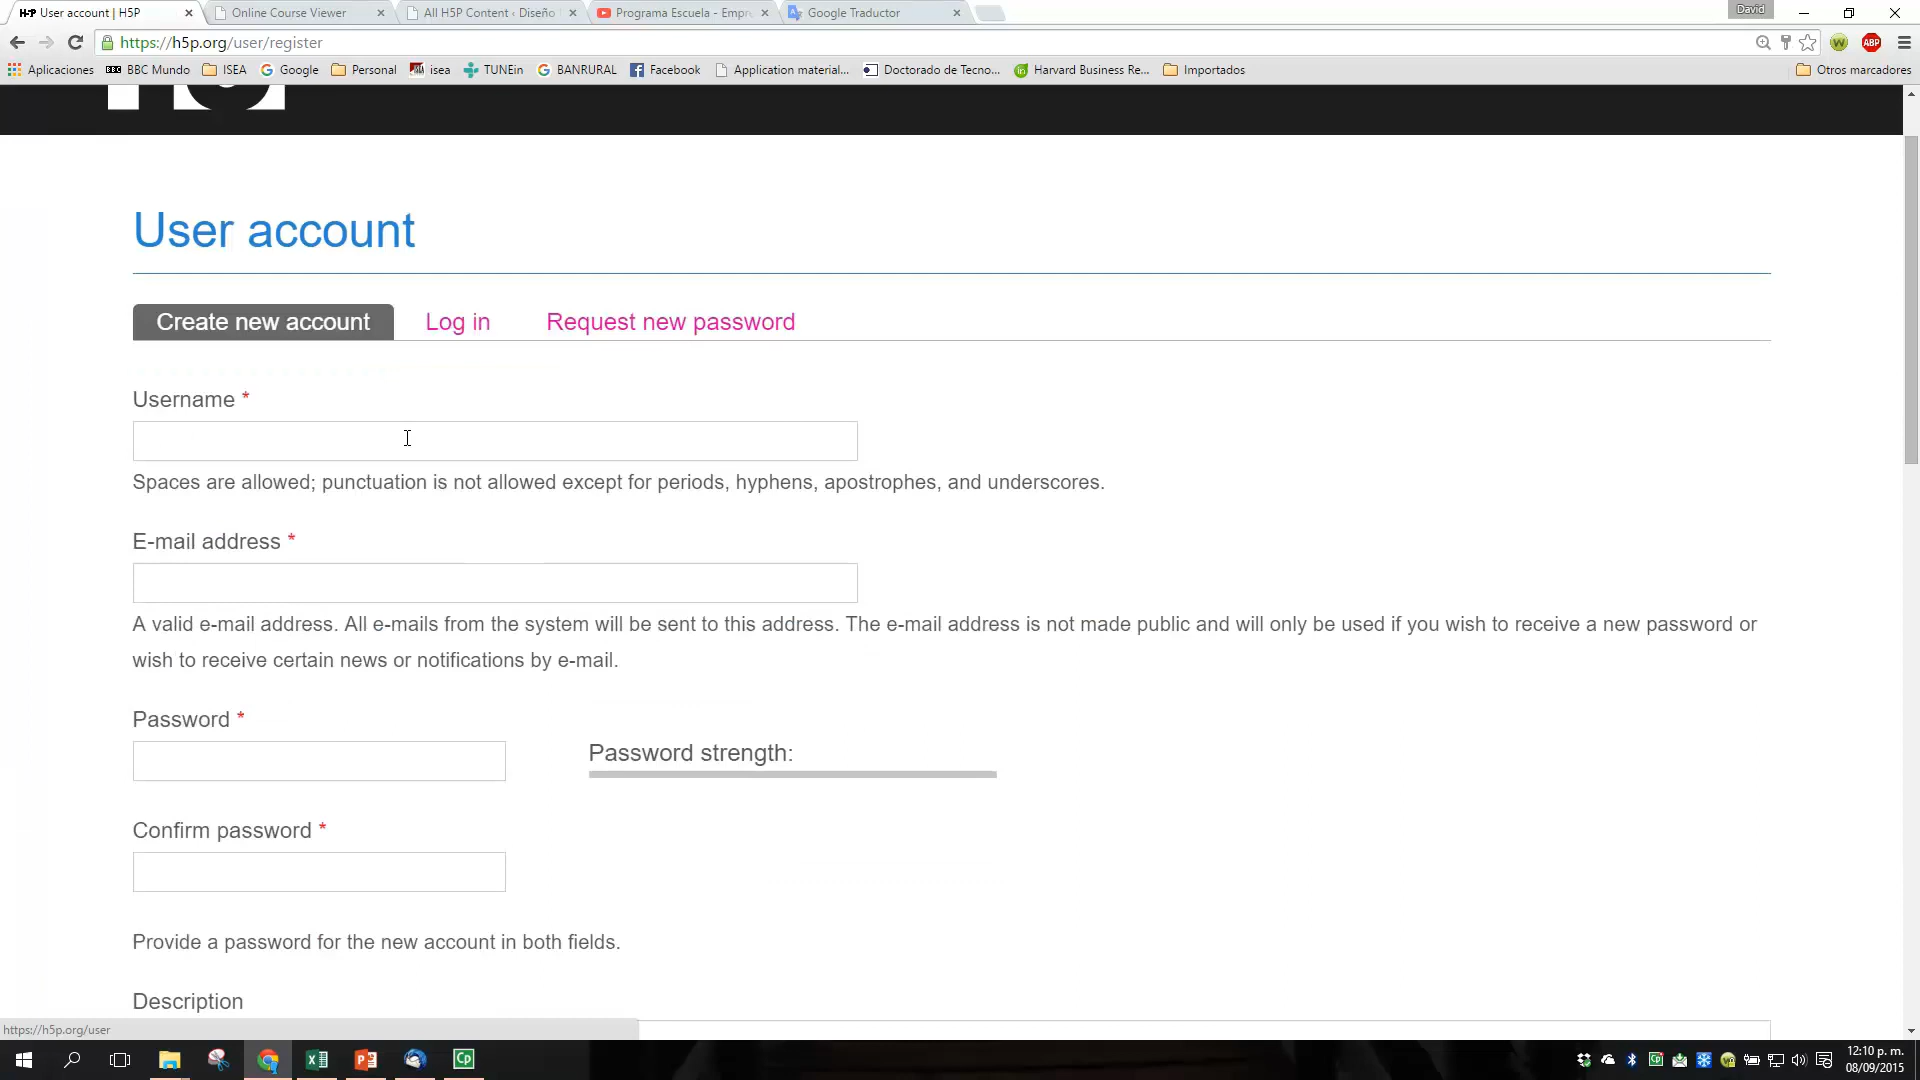 H-P User account | H5P
Online Course Viewer
All H5P Content ‹ Diseño
Programa Escuela - Empre
Google Traductor
David
https://h5p.org/user/register
ABP
Aplicaciones
BBC Mundo
ISEA
Google
Personal
isea
TUNEin
BANRURAL
Facebook
Application material...
Doctorado de Tecno...
Harvard Business Re...
Importados
Otros marcadores
User account
Create new account
Log in
Request new password
Username *
Spaces are allowed; punctuation is not allowed except for periods, hyphens, apostrophes, and underscores.
E-mail address *
A valid e-mail address. All e-mails from the system will be sent to this address. The e-mail address is not made public and will only be used if you wish to receive a new password or
wish to receive certain news or notifications by e-mail.
Password *
Password strength:
Confirm password *
Provide a password for the new account in both fields.
Description
https://h5p.org/user
12:10 p. m.
08/09/2015